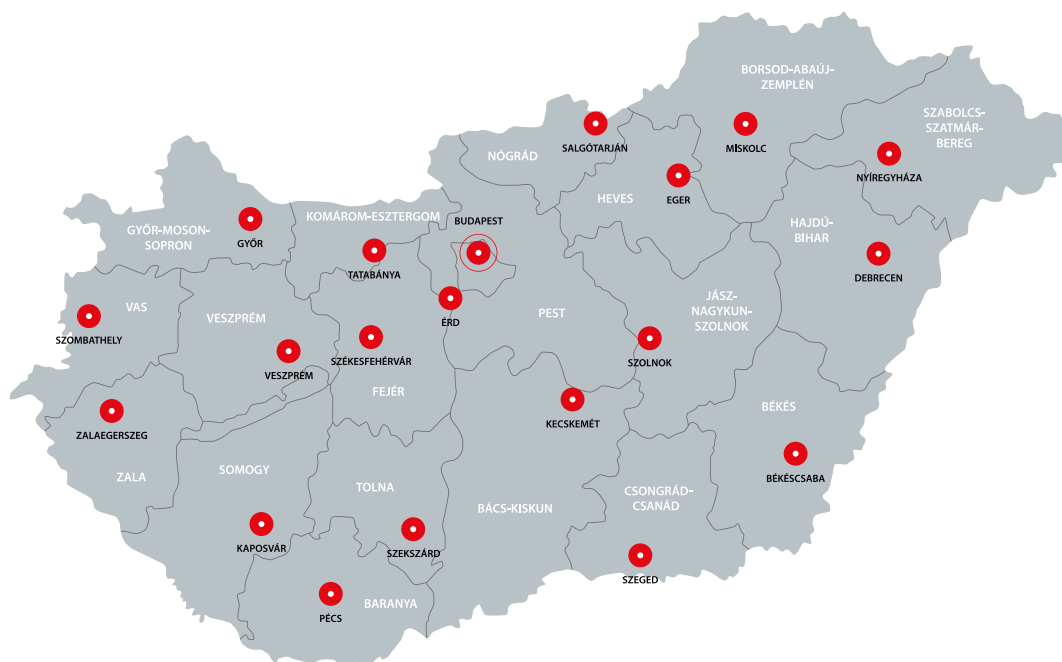 BORSOD-ABAÚJ-
ZEMPLÉN
SZABOLCS-
SZATMÁR-
BEREG
NÓGRÁD
SALGÓTARJÁN
MISKOLC
NYÍREGYHÁZA
HEVES
EGER
KOMÁROM-ESZTERGOM
BUDAPEST
GYŐR-MOSON-
SOPRON
GYŐR
TATABÁNYA
HAJDÚ-
BIHAR
DEBRECEN
VAS
SZOMBATHELY
VESZPRÉM
VESZPRÉM
ÉRD
PEST
JÁSZ-
NAGYKUN-
SZOLNOK
SZÉKESFEHÉRVÁR
FEJÉR
SZOLNOK
ZALAEGERSZEG
ZALA
KECSKEMÉT
BÉKÉS
BÉKÉSCSABA
SOMOGY
TOLNA
BÁCS-KISKUN
CSONGRÁD-
CSANÁD
KAPOSVÁR
SZEKSZÁRD
SZEGED
PÉCS
BARANYA